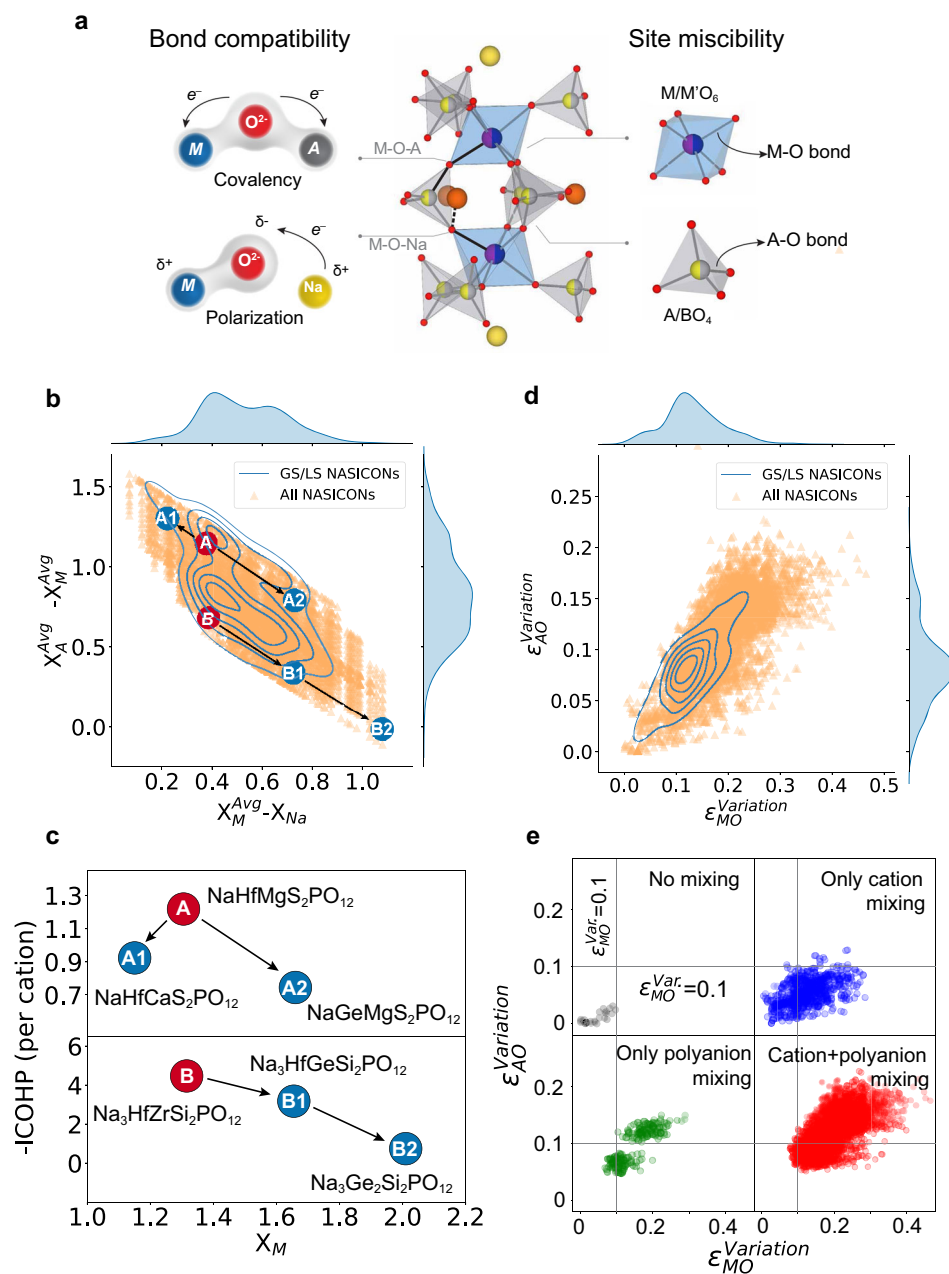 a
Bond compatibility
Site miscibility
e⁻
e⁻
O²⁻
M
A
Covalency
δ-
e⁻
δ+
O²⁻
δ+
M
Na
Polarization
M-O-A
M-O-Na
M/M'O₆
M-O bond
A-O bond
A/BO₄
b
GS/LS NASICONs
All NASICONs
1.5
1.0
0.5
0.0
X_A^Avg -X_M^Avg
A1
A
A2
B
B1
B2
0.2 0.4 0.6 0.8 1.0
X_M^Avg-X_Na
d
GS/LS NASICONs
All NASICONs
0.25
0.20
0.15
0.10
0.05
0.00
ε_AO^Variation
0.0 0.1 0.2 0.3 0.4 0.5
ε_MO^Variation
c
1.3
1.1
0.9
0.7
6
4
2
0
-ICOHP (per cation)
A
NaHfMgS₂PO₁₂
A1
NaHfCaS₂PO₁₂
A2
NaGeMgS₂PO₁₂
B
Na₃HfZrSi₂PO₁₂
Na₃HfGeSi₂PO₁₂
B1
B2
Na₃Ge₂Si₂PO₁₂
1.0 1.2 1.4 1.6 1.8 2.0 2.2
X_M
e
No mixing
Only cation
mixing
ε_MO^Var.=0.1
ε_MO^Var.=0.1
Only polyanion
mixing
Cation+polyanion
mixing
0.2
0.1
0
0.2
0.1
0
ε_AO^Variation
0 0.2 0.4 0 0.2 0.4
ε_MO^Variation